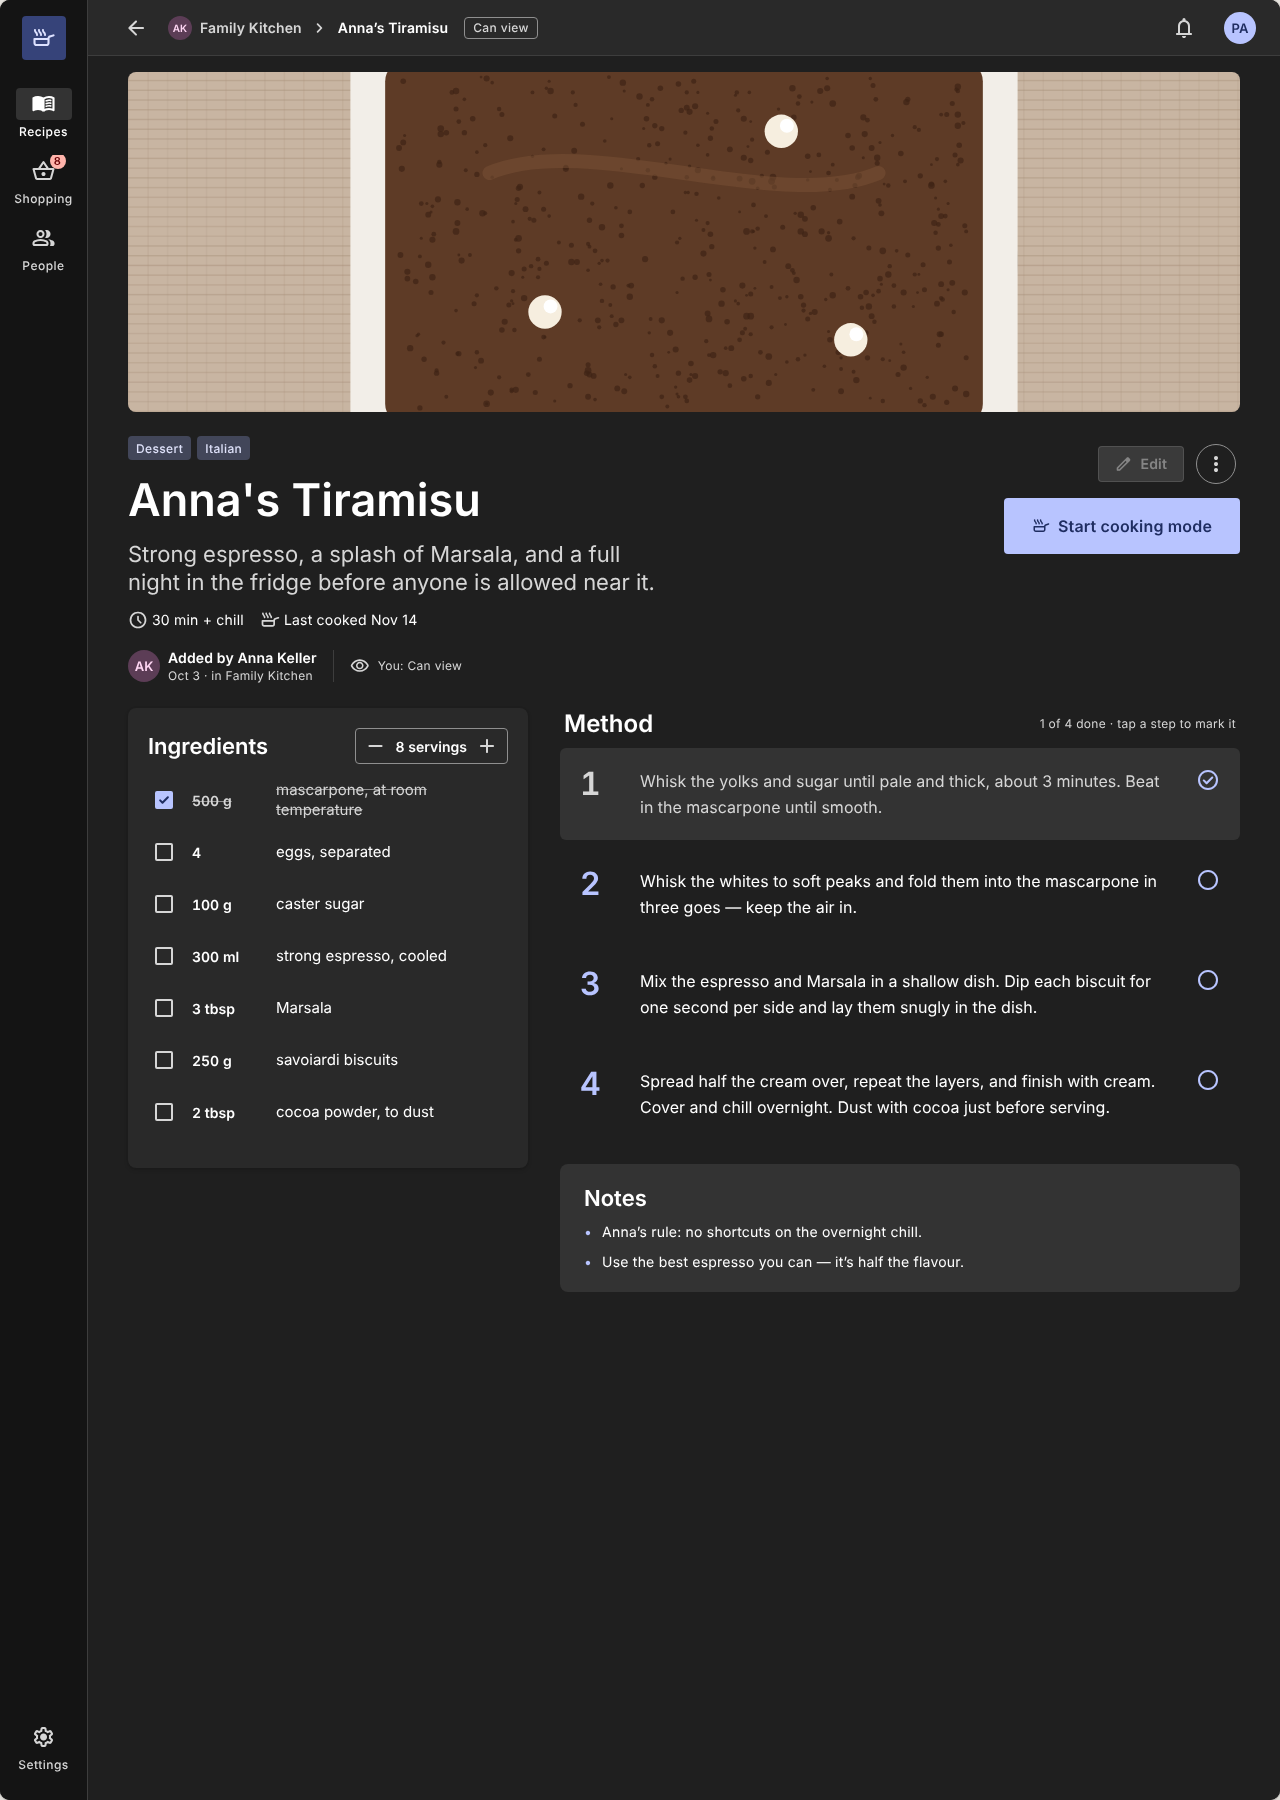 AK Family Kitchen Anna’s Tiramisu Can view
PA
Recipes
8
Shopping
People
Dessert Italian
Edit
Anna's Tiramisu
Start cooking mode
Strong espresso, a splash of Marsala, and a full
night in the fridge before anyone is allowed near it.
30 min + chill Last cooked Nov 14
AK Added by Anna Keller
Oct 3 · in Family Kitchen
You: Can view
Ingredients
8 servings
500 g mascarpone, at room
temperature
4 eggs, separated
100 g caster sugar
300 ml strong espresso, cooled
3 tbsp Marsala
250 g savoiardi biscuits
2 tbsp cocoa powder, to dust
Method
1 of 4 done · tap a step to mark it
1 Whisk the yolks and sugar until pale and thick, about 3 minutes. Beat
in the mascarpone until smooth.
2 Whisk the whites to soft peaks and fold them into the mascarpone in
three goes — keep the air in.
3 Mix the espresso and Marsala in a shallow dish. Dip each biscuit for
one second per side and lay them snugly in the dish.
4 Spread half the cream over, repeat the layers, and finish with cream.
Cover and chill overnight. Dust with cocoa just before serving.
Notes
• Anna’s rule: no shortcuts on the overnight chill.
• Use the best espresso you can — it’s half the flavour.
Settings